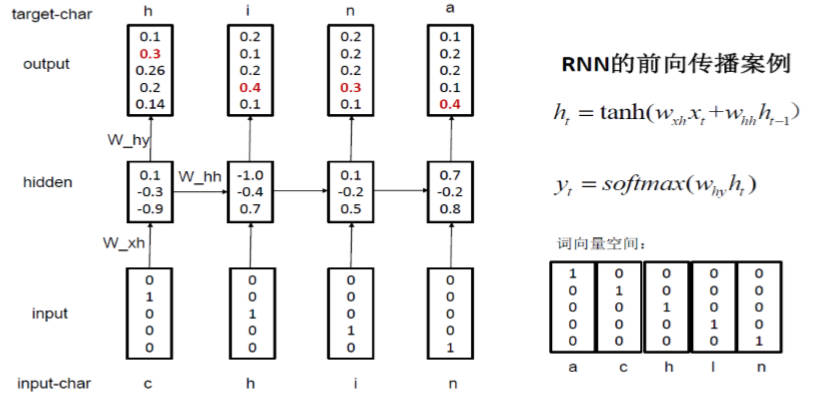 target-char h i n a
output
0.1 0.2 0.2 0.1
0.3 0.1 0.2 0.2
0.26 0.2 0.2 0.2
0.2 0.4 0.3 0.1
0.14 0.1 0.1 0.4
W_hy
hidden
W_hh
0.1 -1.0 0.1 0.7
-0.3 -0.4 -0.2 -0.2
-0.9 0.7 0.5 0.8
W_xh
input
0 0 0 0
1 0 0 0
0 1 0 0
0 0 1 0
0 0 0 1
input-char c h i n
RNN的前向传播案例
h_t = tanh(w_{xh}x_t+w_{hh}h_{t-1})
y_t = softmax(w_{hy}h_t)
词向量空间:
1 0 0 0 0
0 1 0 0 0
0 0 1 0 0
0 0 0 1 0
0 0 0 0 1
a c h l n